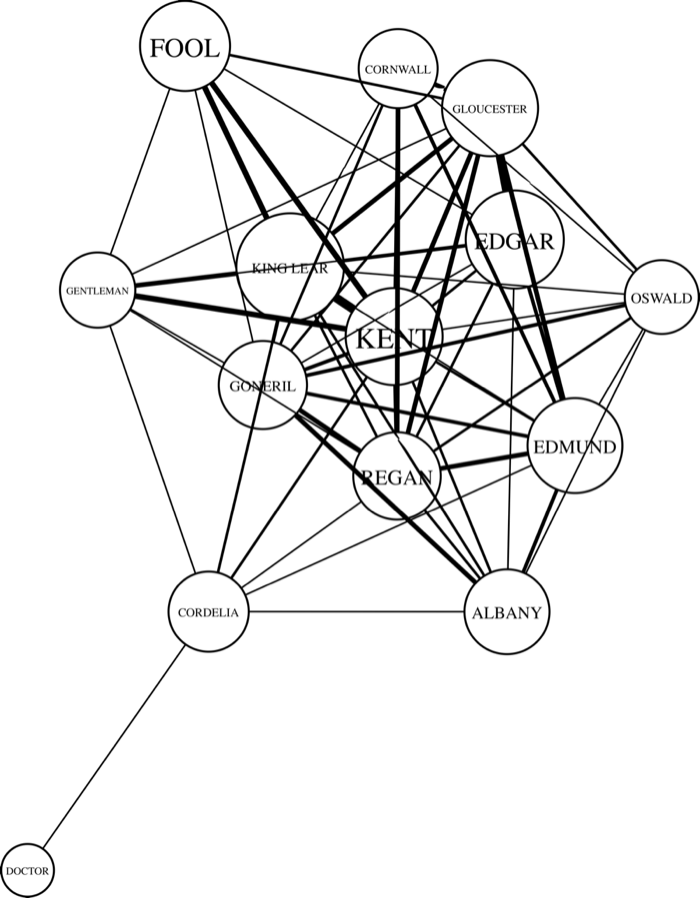 FOOL
CORNWALL
GLOUCESTER
EDGAR
KING LEAR
GENTLEMAN
OSWALD
KENT
GONERIL
EDMUND
REGAN
CORDELIA
ALBANY
DOCTOR